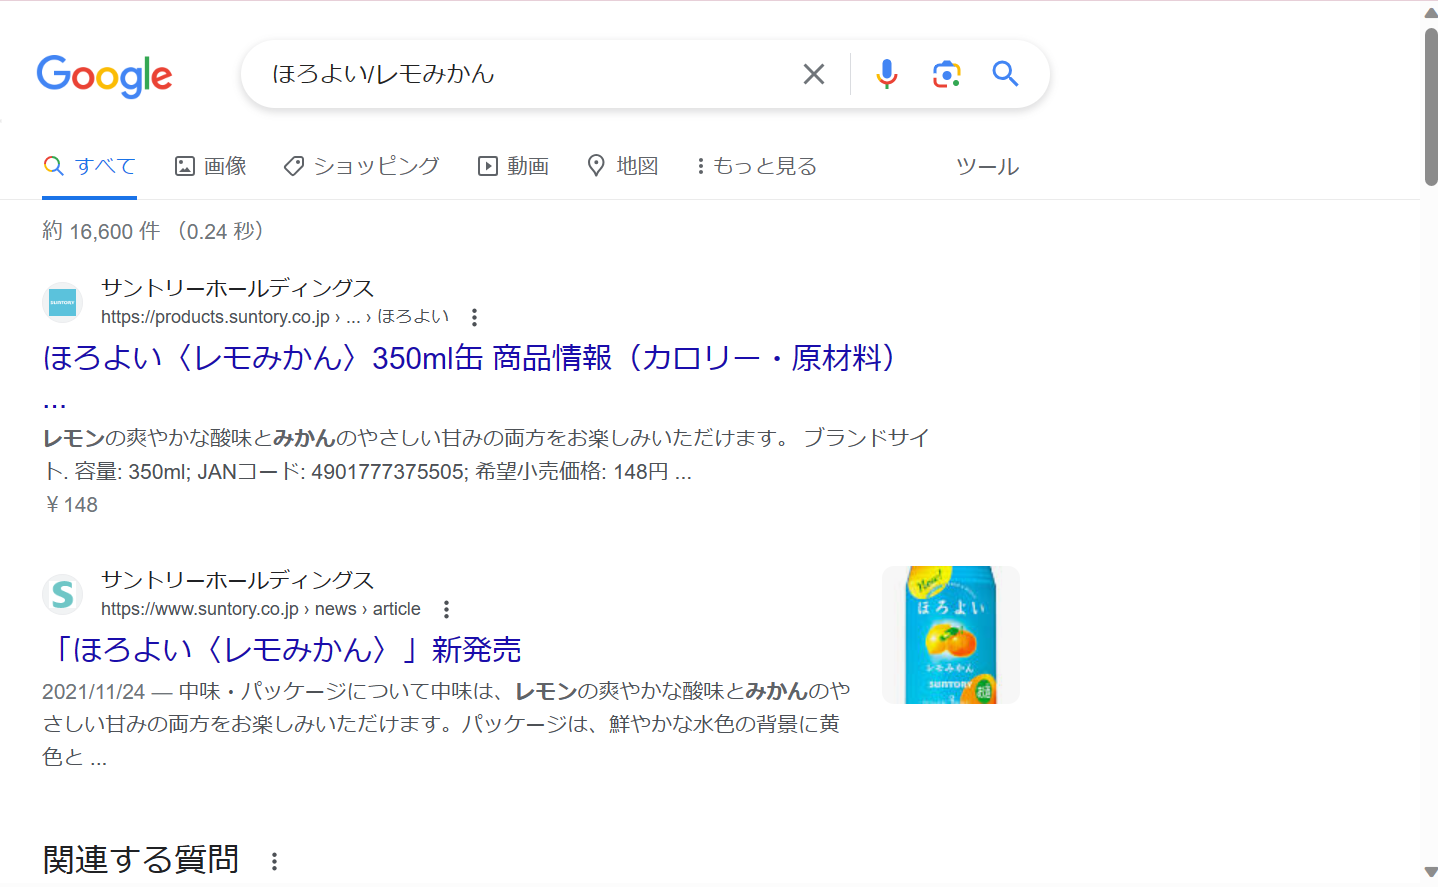 Google
ほろよい/レモみかん
すべて
画像
ショッピング
動画
地図
もっと見る
ツール
約 16,600 件 （0.24 秒）
サントリーホールディングス
https://products.suntory.co.jp › ... › ほろよい
ほろよい〈レモみかん〉350ml缶 商品情報（カロリー・原材料）
...
レモンの爽やかな酸味とみかんのやさしい甘みの両方をお楽しみいただけます。 ブランドサイ
ト. 容量: 350ml; JANコード: 4901777375505; 希望小売価格: 148円 ...
￥148
サントリーホールディングス
https://www.suntory.co.jp › news › article
「ほろよい〈レモみかん〉」新発売
2021/11/24 — 中味・パッケージについて中味は、レモンの爽やかな酸味とみかんのや
さしい甘みの両方をお楽しみいただけます。パッケージは、鮮やかな水色の背景に黄
色と ...
New!
ほろよい
レモみかん
SUNTORY
お酒
関連する質問